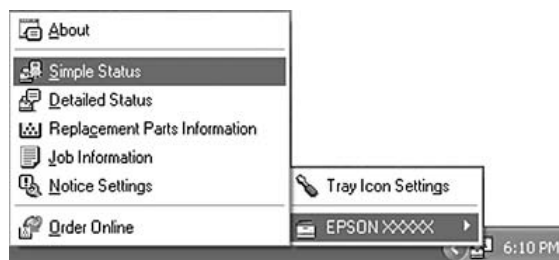 About
Simple Status
Detailed Status
Replacement Parts Information
Job Information
Notice Settings
Order Online
Tray Icon Settings
EPSON XXXXX
6:10 PM